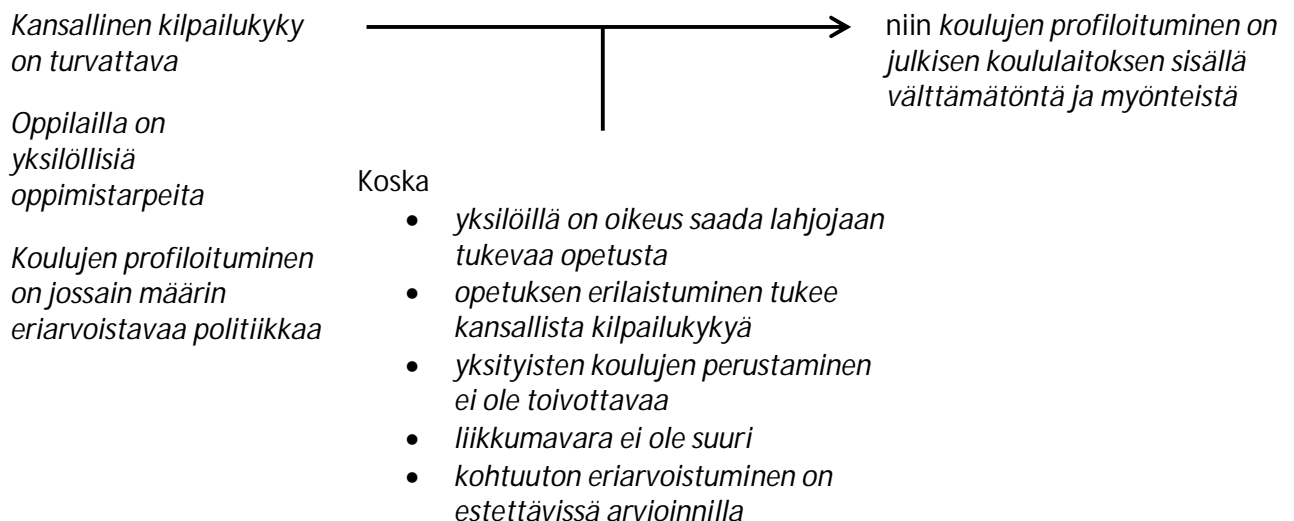 Kansallinen kilpailukyky
on turvattava
Oppilailla on
yksilöllisiä
oppimistarpeita
Koulujen profiloituminen
on jossain määrin
eriarvoistavaa politiikkaa
niin koulujen profiloituminen on
julkisen koululaitoksen sisällä
välttämätöntä ja myönteistä
Koska
• yksilöillä on oikeus saada lahjojaan
tukevaa opetusta
• opetuksen erilaistuminen tukee
kansallista kilpailukykyä
• yksityisten koulujen perustaminen
ei ole toivottavaa
• liikkumavara ei ole suuri
• kohtuuton eriarvoistuminen on
estettävissä arvioinnilla